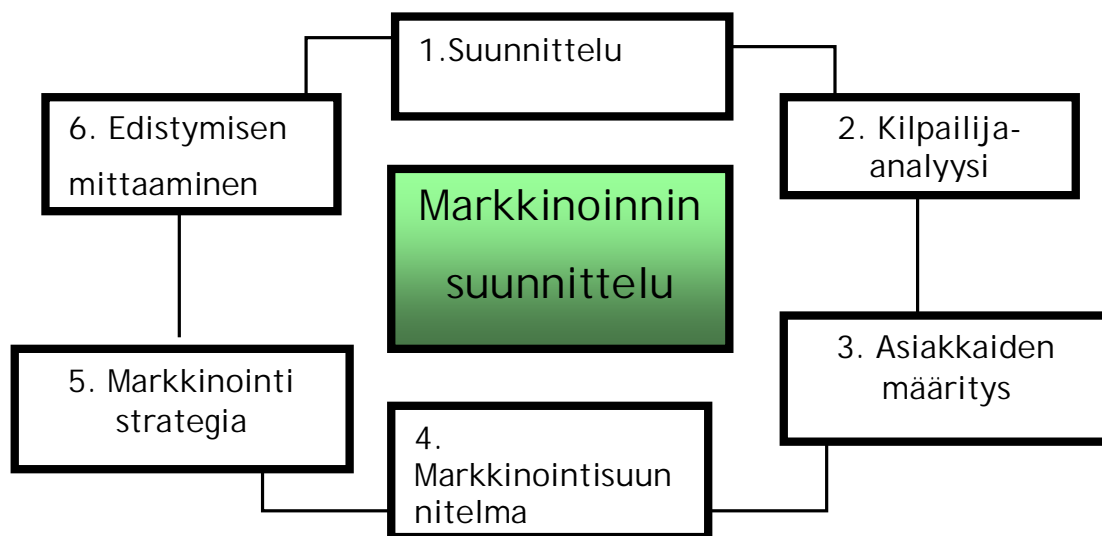 1.Suunnittelu
2. Kilpailija-
analyysi
3. Asiakkaiden
määritys
4.
Markkinointisuun
nitelma
5. Markkinointi
strategia
6. Edistymisen
mittaaminen
Markkinoinnin
suunnittelu